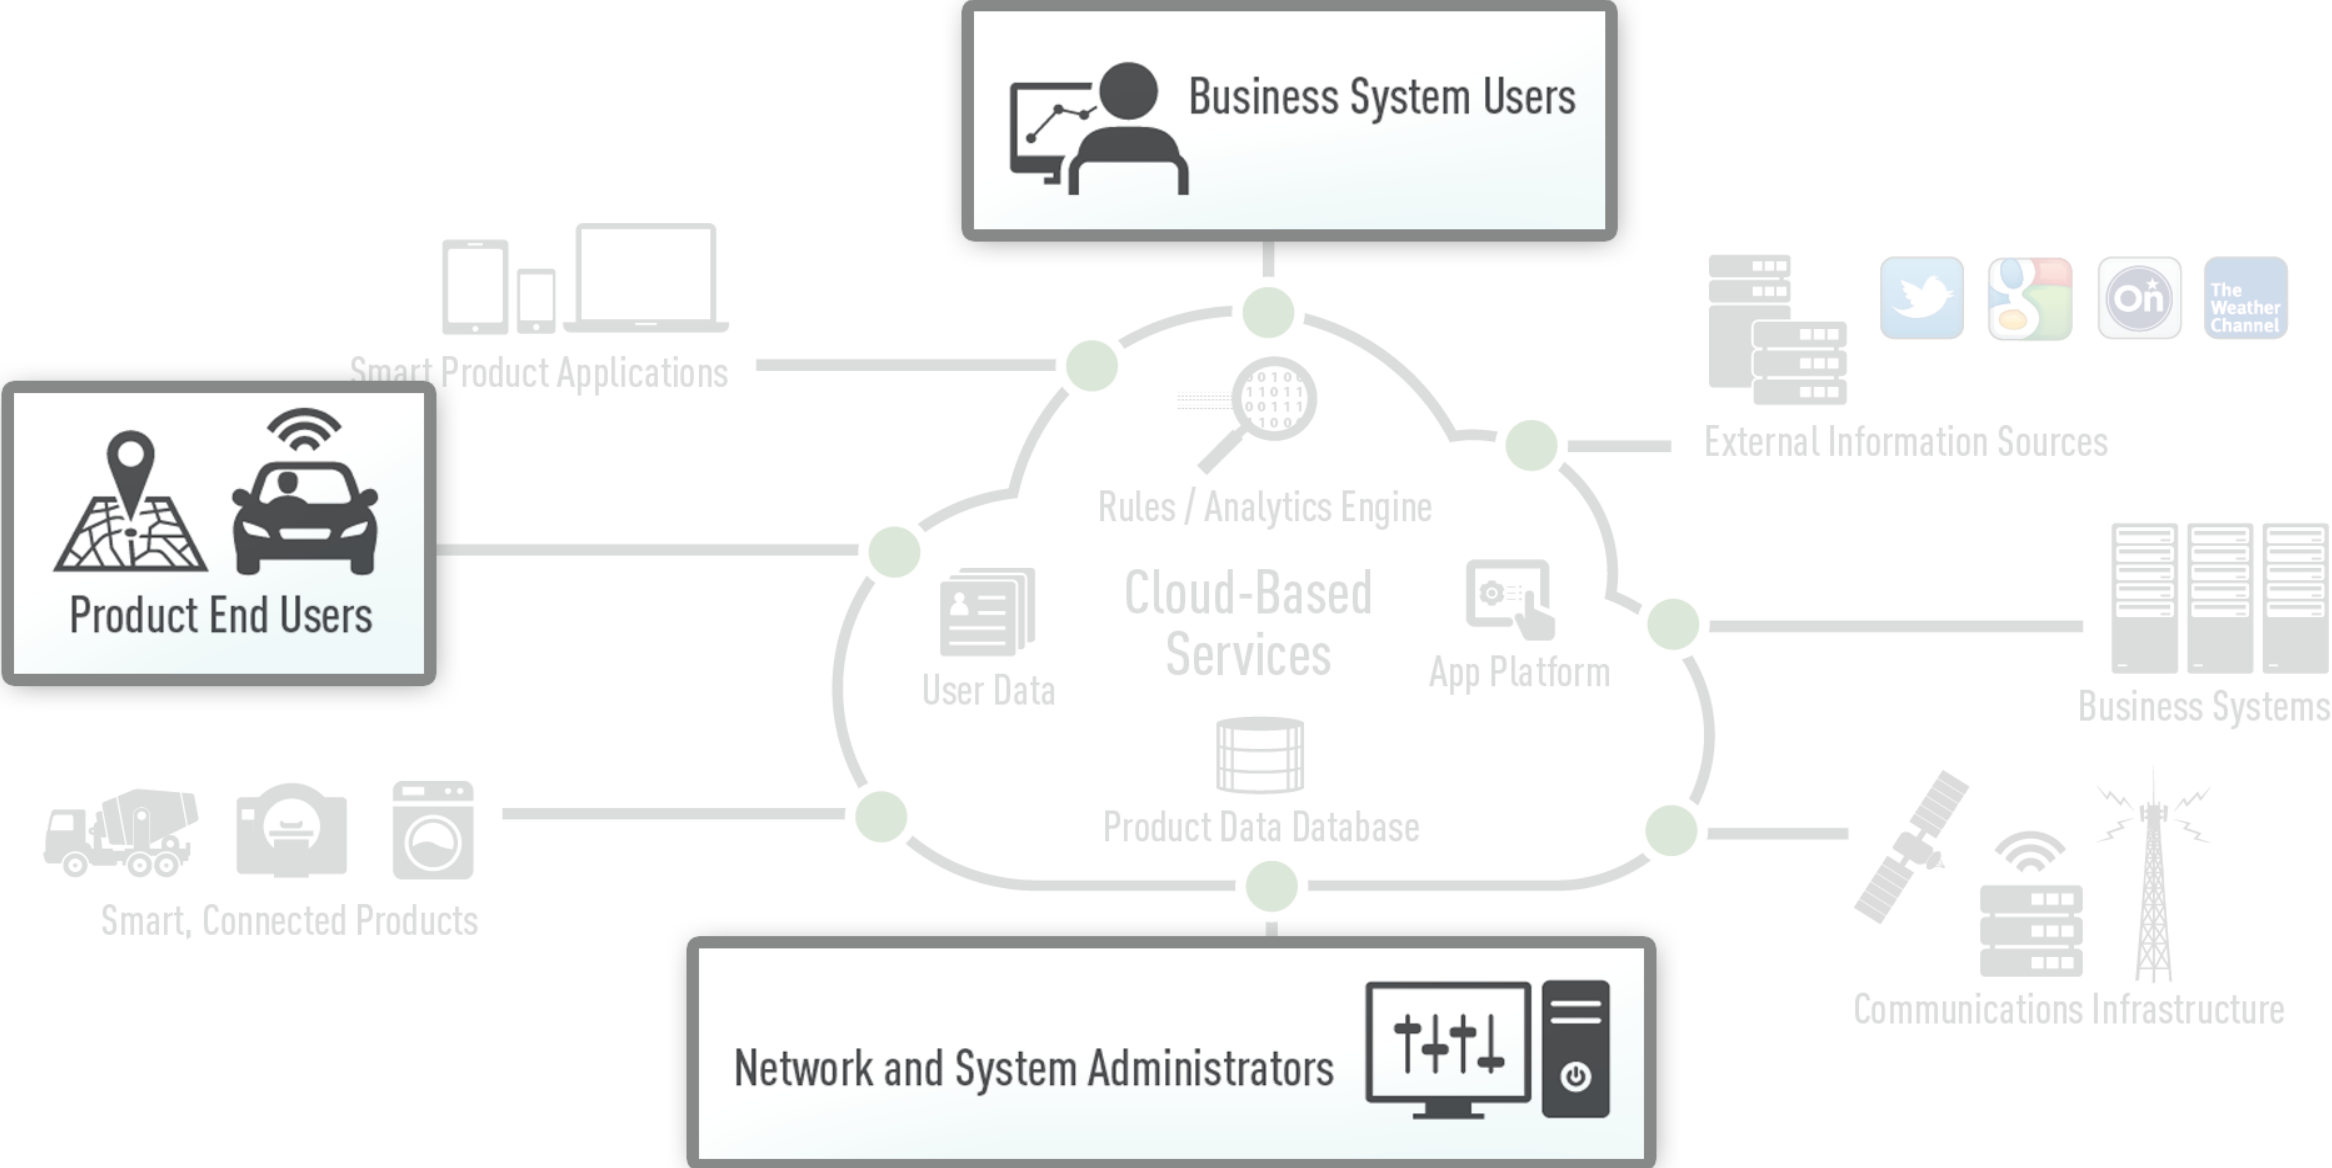 Business System Users
Smart Product Applications
On
The
Weather
Channel
External Information Sources
Rules / Analytics Engine
Product End Users
Cloud-Based
Services
User Data
App Platform
Business Systems
Product Data Database
Smart, Connected Products
Communications Infrastructure
Network and System Administrators